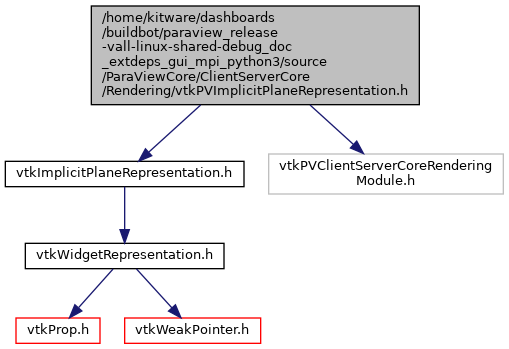 /home/kitware/dashboards
/buildbot/paraview_release
-vall-linux-shared-debug_doc
_extdeps_gui_mpi_python3/source
/ParaViewCore/ClientServerCore
/Rendering/vtkPVImplicitPlaneRepresentation.h
vtkImplicitPlaneRepresentation.h
vtkPVClientServerCoreRendering
Module.h
vtkWidgetRepresentation.h
vtkProp.h
vtkWeakPointer.h